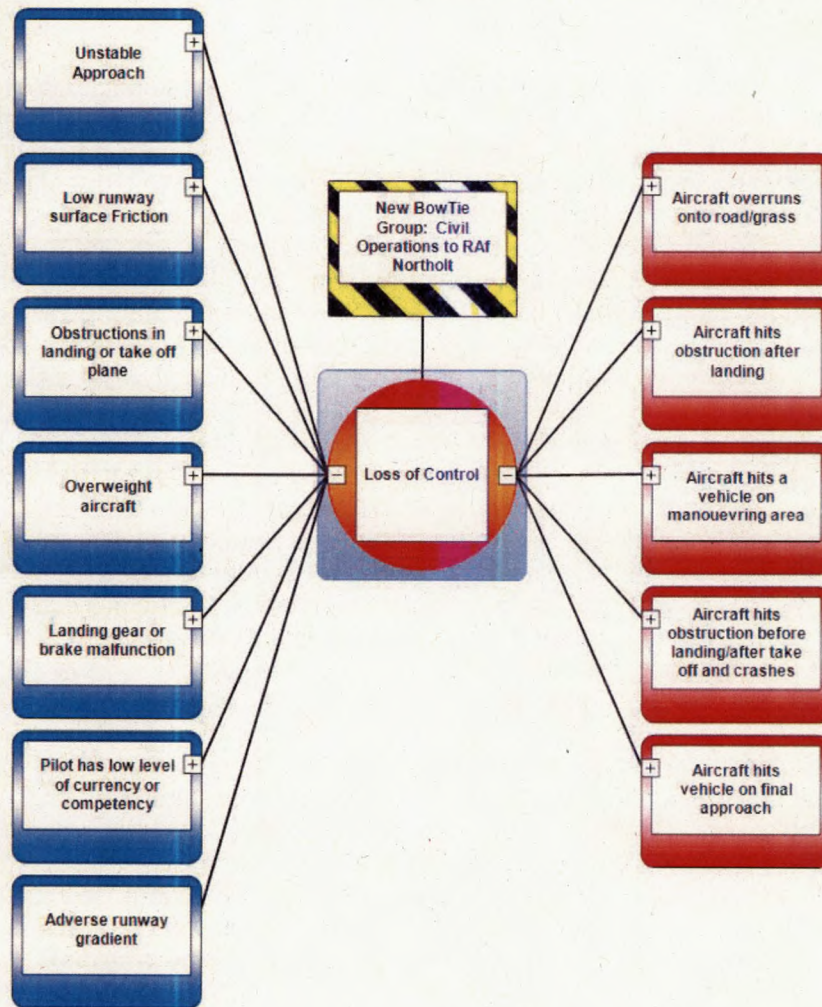 Unstable
Approach
Low runway
surface Friction
Obstructions in
landing or take off
plane
Overweight
aircraft
Landing gear or
brake malfunction
Pilot has low level
of currency or
competency
Adverse runway
gradient
New BowTie
Group: Civil
Operations to RAf
Northolt
Loss of Control
Aircraft overruns
onto road/grass
Aircraft hits
obstruction after
landing
Aircraft hits a
vehicle on
manouevring area
Aircraft hits
obstruction before
landing/after take
off and crashes
Aircraft hits
vehicle on final
approach